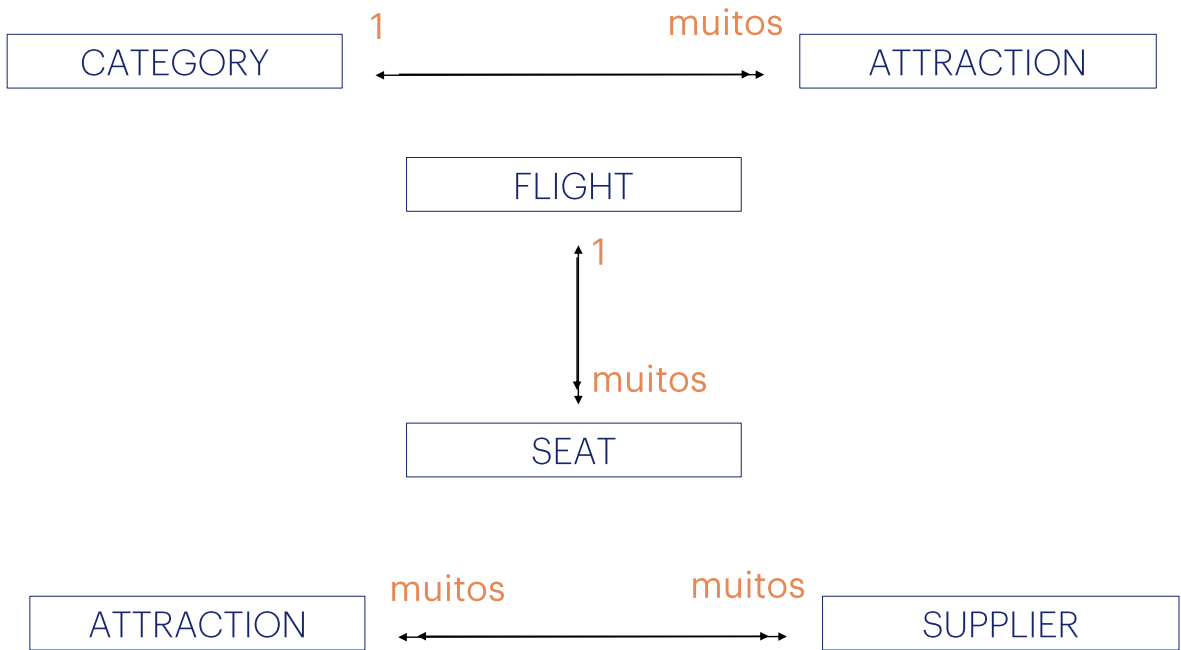 1
muitos
CATEGORY
ATTRACTION
FLIGHT
1
muitos
SEAT
muitos
muitos
ATTRACTION
SUPPLIER